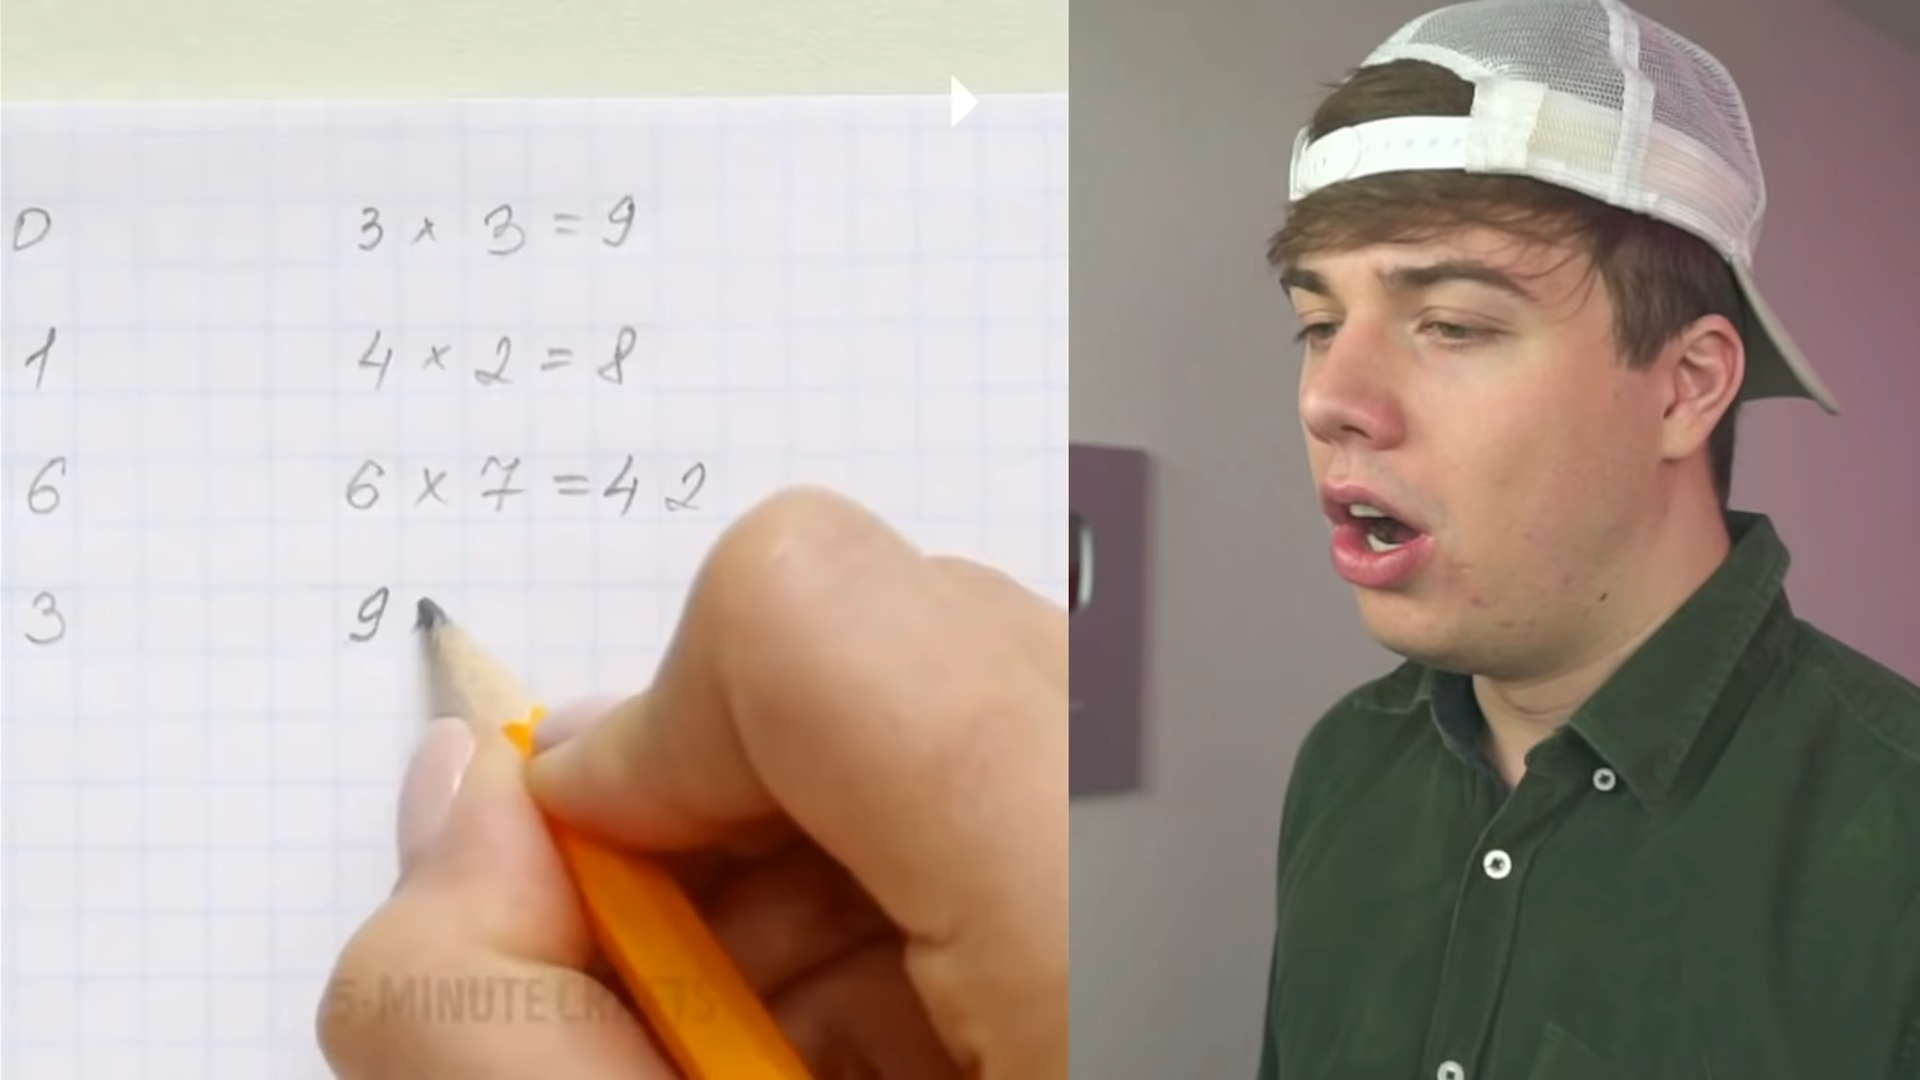 0 3 × 3 = 9
1 4 × 2 = 8
6 6 × 7 = 42
3 9
5-MINUTE CRAFTS